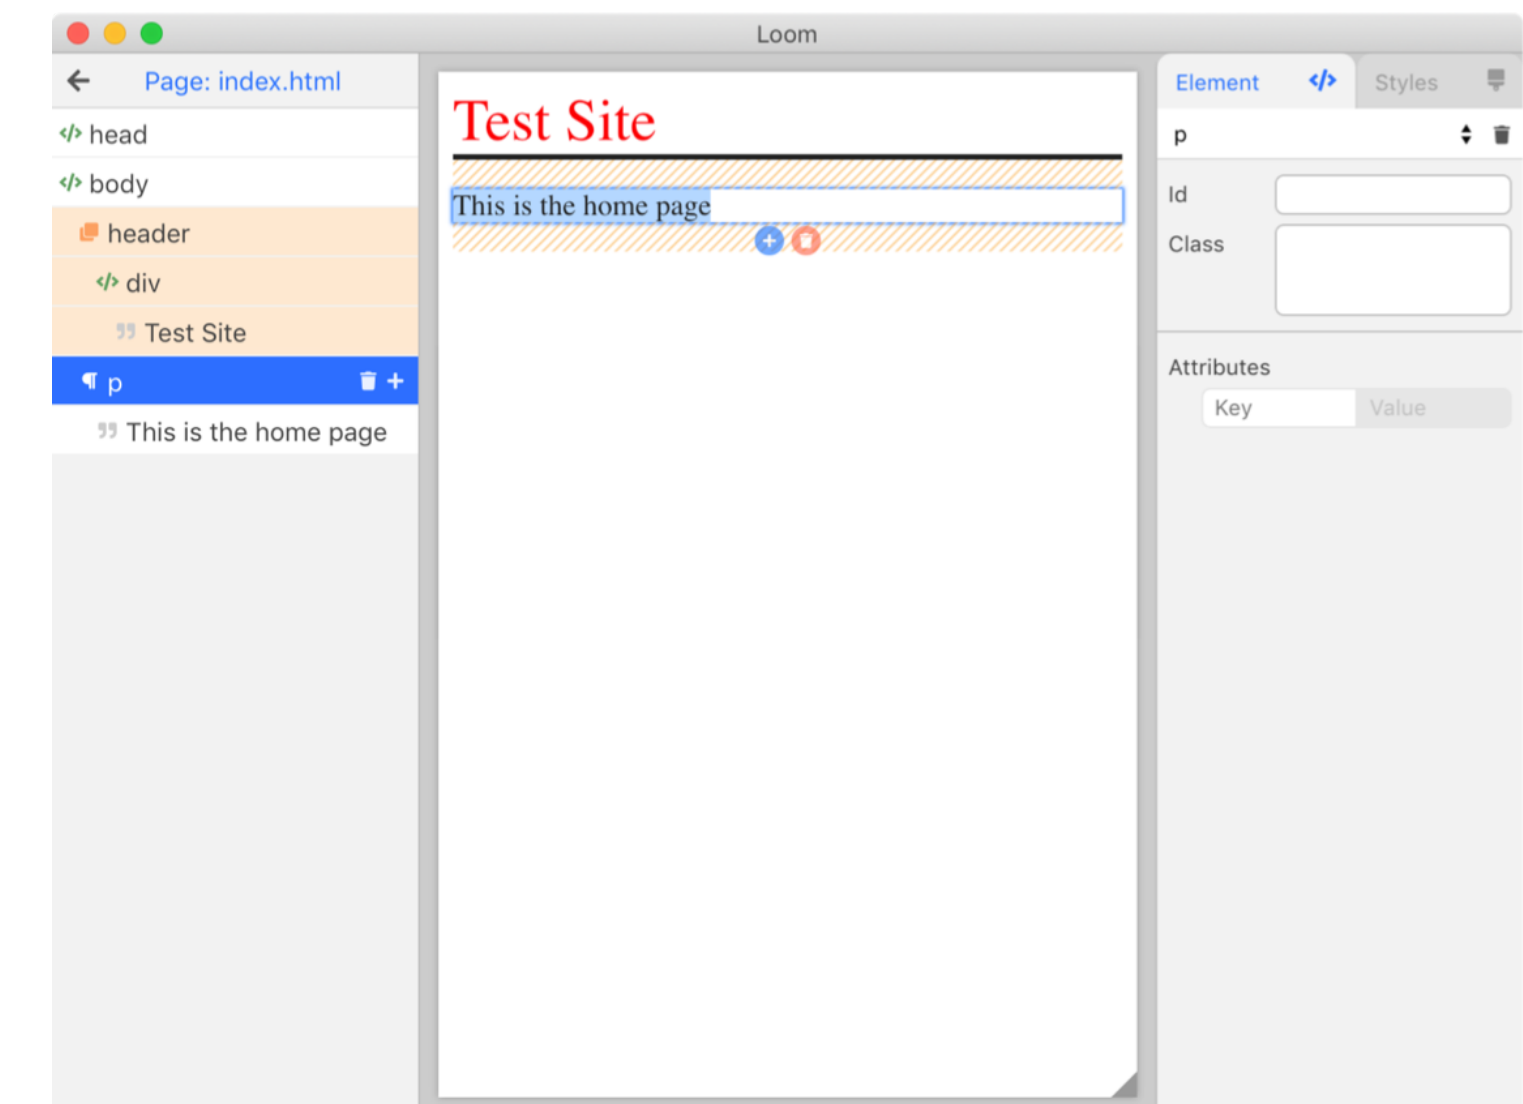 Loom
Page: index.html
head
body
header
div
Test Site
p
This is the home page
Test Site
This is the home page
Element
Styles
p
Id
Class
Attributes
Key Value